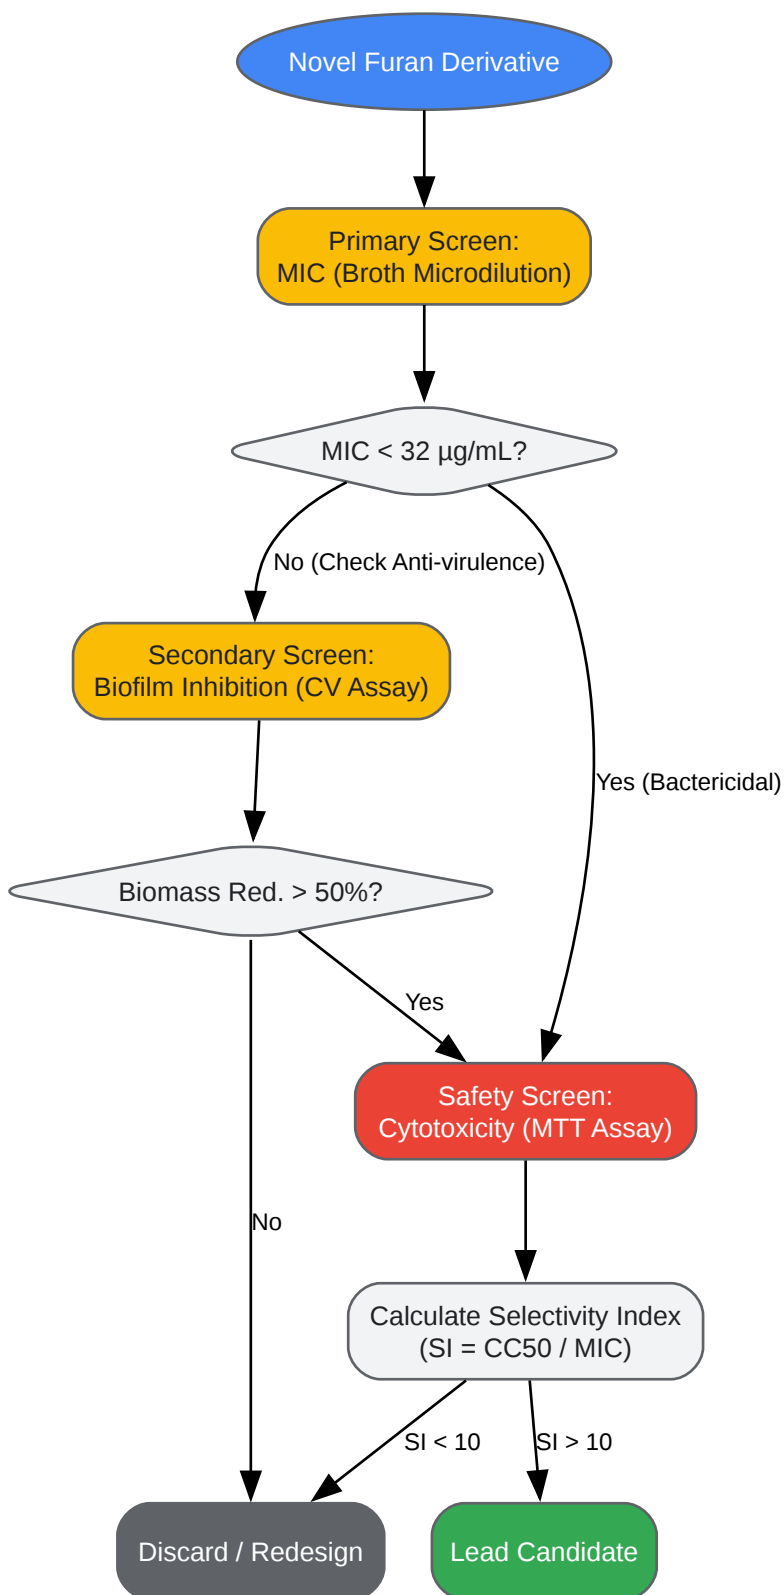 Novel Furan Derivative
Primary Screen:
MIC (Broth Microdilution)
MIC < 32 µg/mL?
No (Check Anti-virulence)
Secondary Screen:
Biofilm Inhibition (CV Assay)
Yes (Bactericidal)
Biomass Red. > 50%?
Yes
Safety Screen:
Cytotoxicity (MTT Assay)
No
Calculate Selectivity Index
(SI = CC50 / MIC)
SI < 10
SI > 10
Discard / Redesign
Lead Candidate